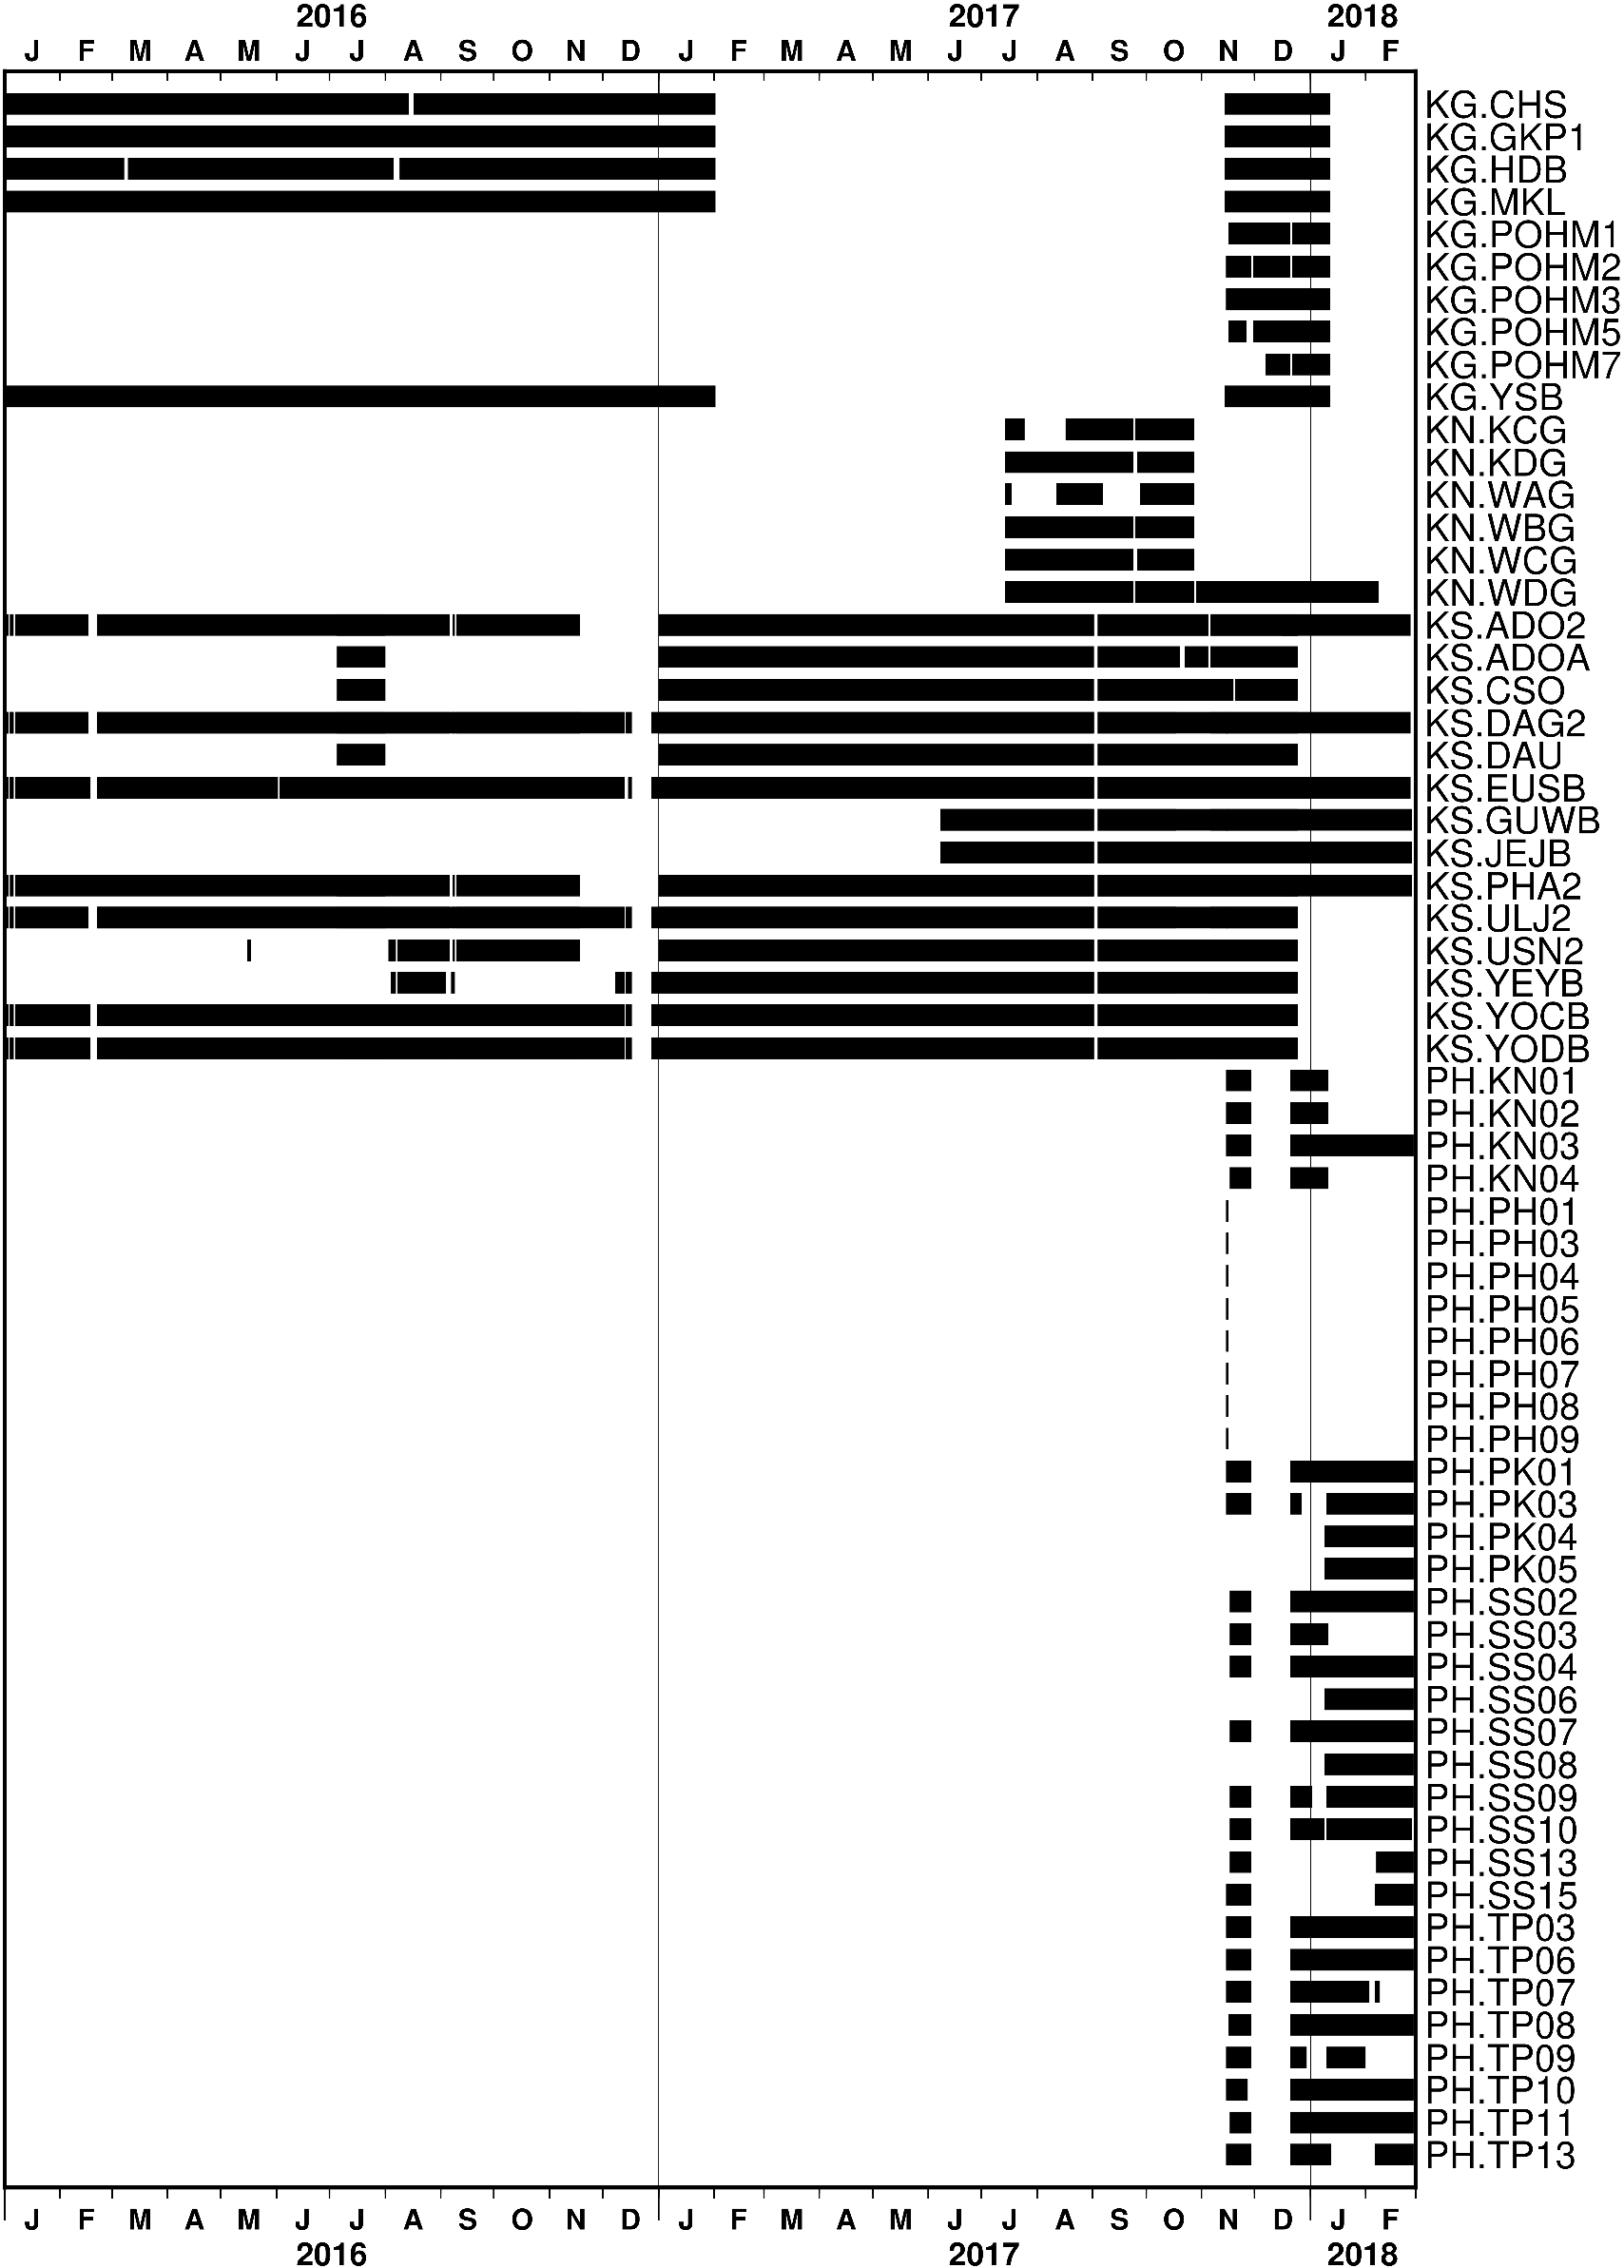 2016 2017 2018
J F M A M J J A S O N D J F M A M J J A S O N D J F
KG.CHS
KG.GKP1
KG.HDB
KG.MKL
KG.POHM1
KG.POHM2
KG.POHM3
KG.POHM5
KG.POHM7
KG.YSB
KN.KCG
KN.KDG
KN.WAG
KN.WBG
KN.WCG
KN.WDG
KS.ADO2
KS.ADOA
KS.CSO
KS.DAG2
KS.DAU
KS.EUSB
KS.GUWB
KS.JEJB
KS.PHA2
KS.ULJ2
KS.USN2
KS.YEYB
KS.YOCB
KS.YODB
PH.KN01
PH.KN02
PH.KN03
PH.KN04
PH.PH01
PH.PH03
PH.PH04
PH.PH05
PH.PH06
PH.PH07
PH.PH08
PH.PH09
PH.PK01
PH.PK03
PH.PK04
PH.PK05
PH.SS02
PH.SS03
PH.SS04
PH.SS06
PH.SS07
PH.SS08
PH.SS09
PH.SS10
PH.SS13
PH.SS15
PH.TP03
PH.TP06
PH.TP07
PH.TP08
PH.TP09
PH.TP10
PH.TP11
PH.TP13
J F M A M J J A S O N D J F M A M J J A S O N D J F
2016 2017 2018